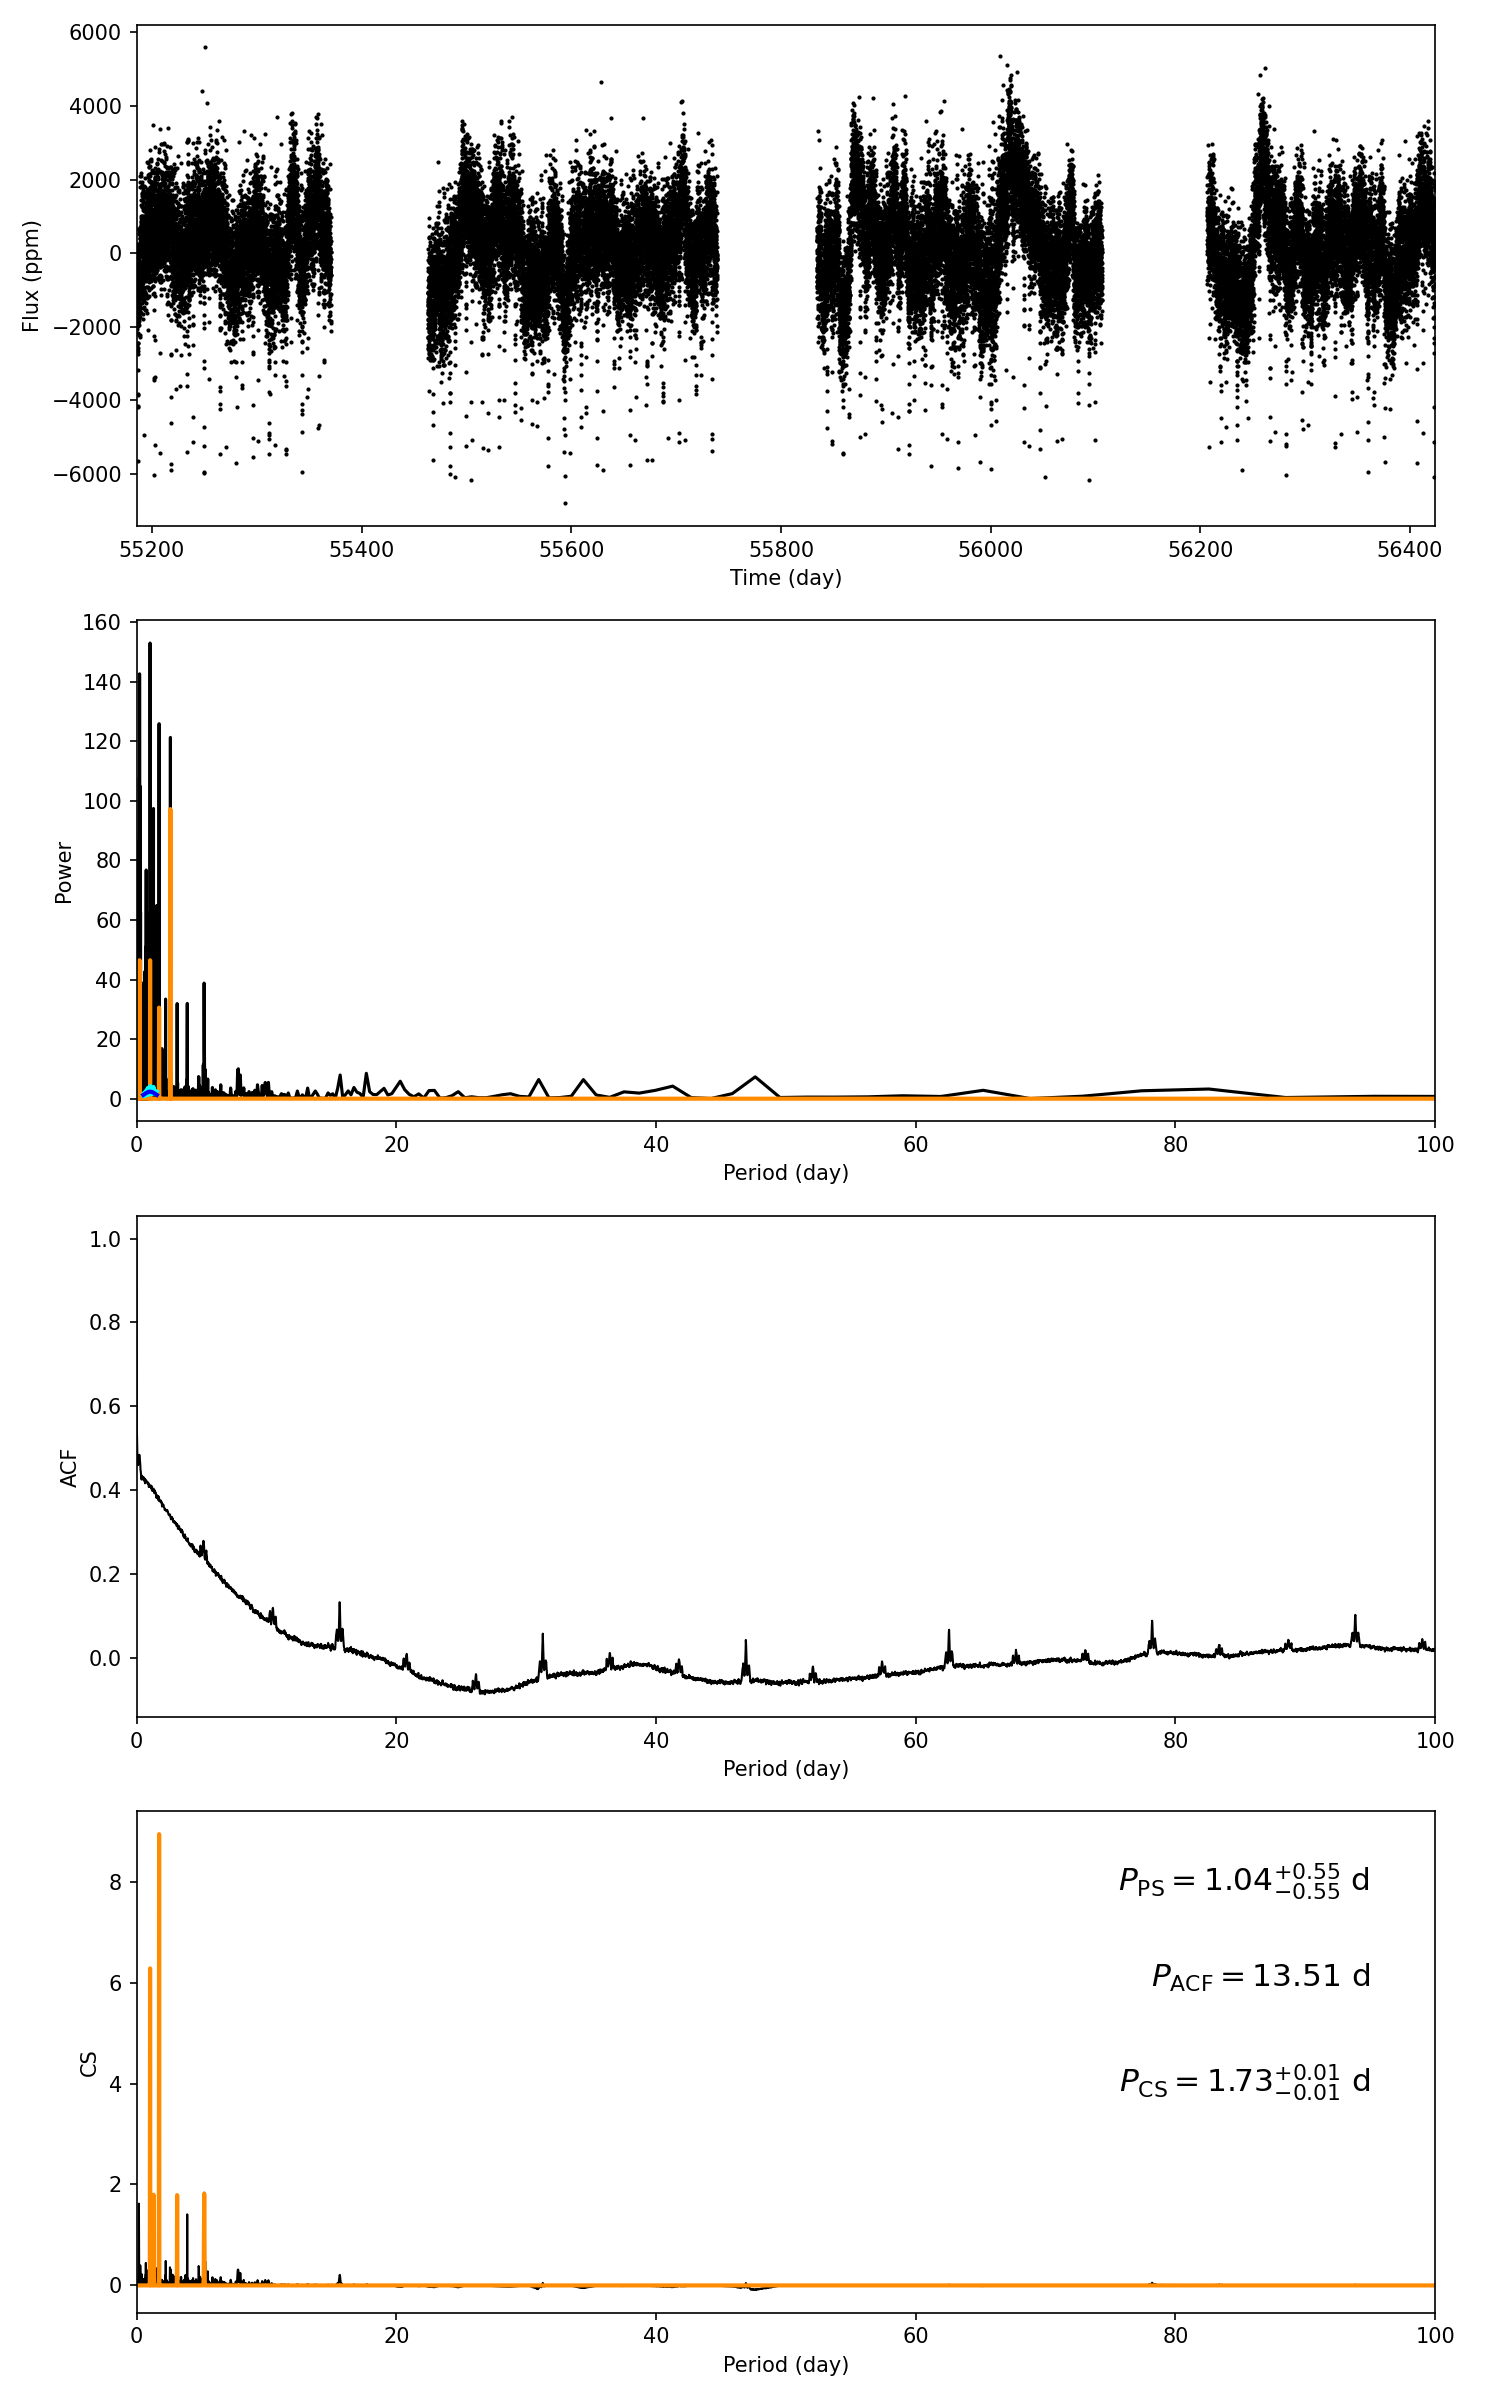 6000
4000
2000
0
−2000
−4000
−6000
Flux (ppm)
55200 55400 55600 55800 56000 56200 56400
Time (day)
160
140
120
100
80
60
40
20
0
Power
0 20 40 60 80 100
Period (day)
1.0
0.8
0.6
0.4
0.2
0.0
ACF
0 20 40 60 80 100
Period (day)
8
6
4
2
0
CS
P_PS = 1.04^{+0.55}_{−0.55} d
P_ACF = 13.51 d
P_CS = 1.73^{+0.01}_{−0.01} d
0 20 40 60 80 100
Period (day)